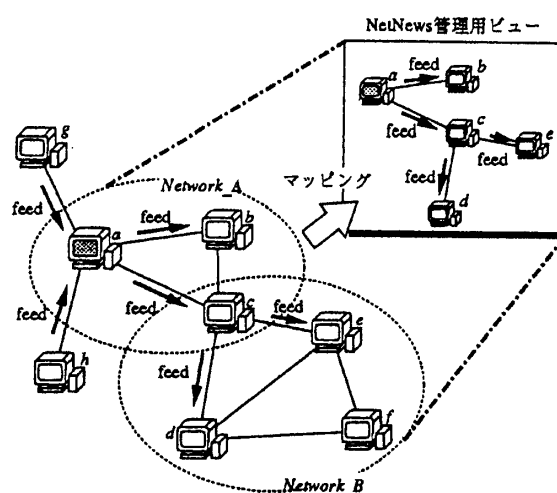 NetNews管理用ビュー
feed
a
b
c
feed
feed
e
feed
d
g
feed
Network_A
マッピング
a
feed
b
feed
c
feed
e
feed
h
feed
d
f
Network_B